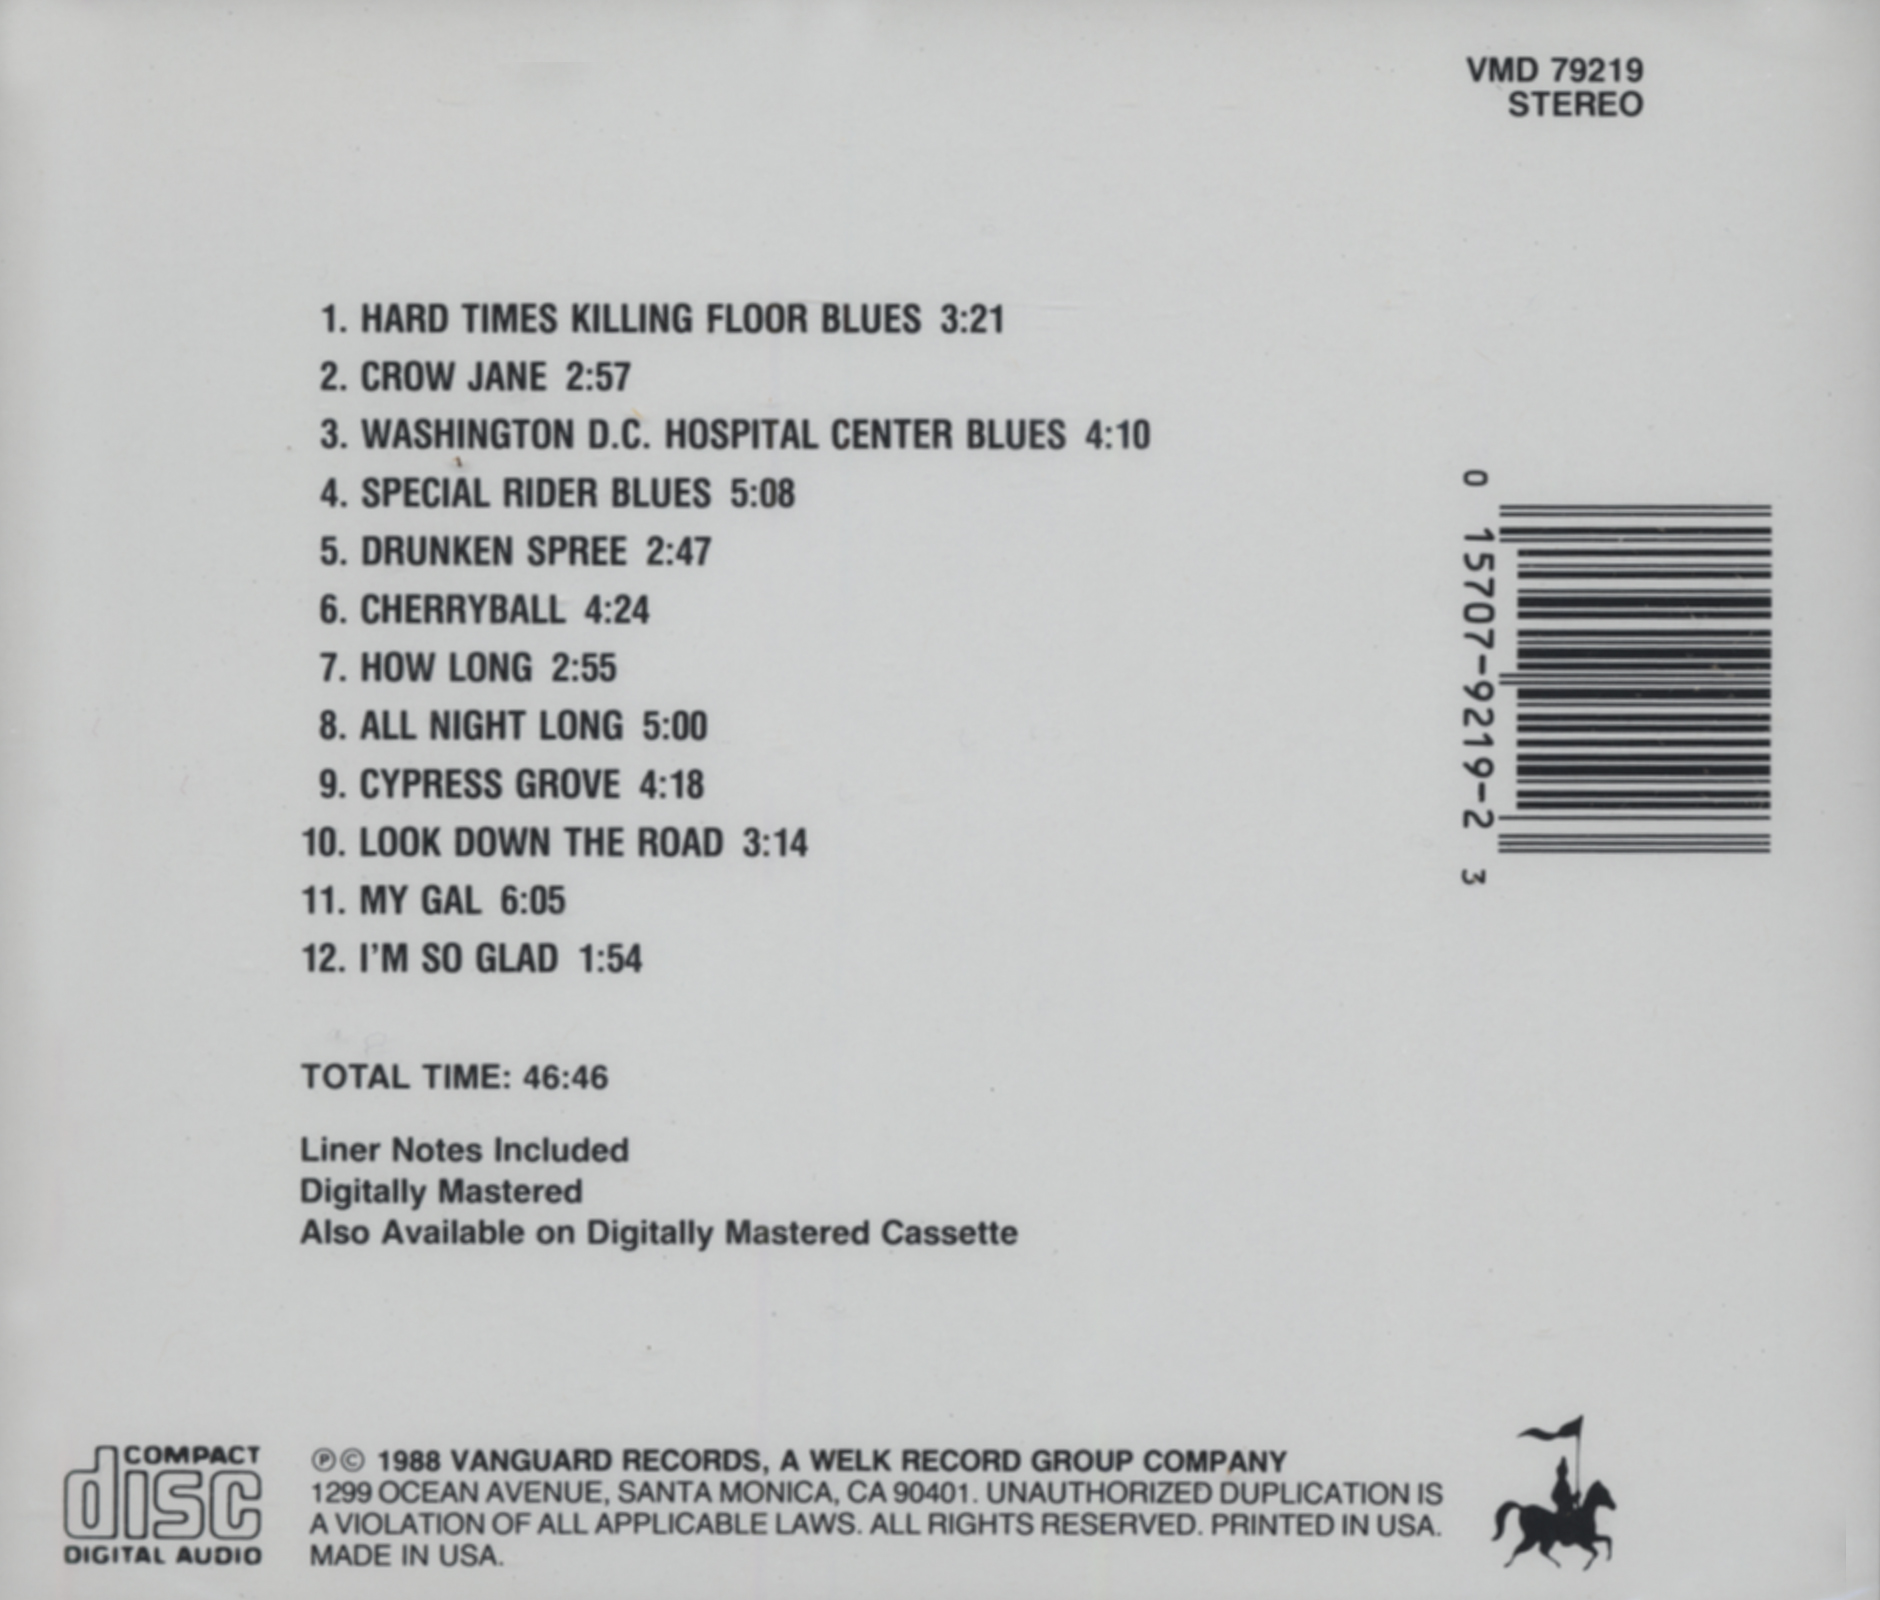 VMD 79219
STEREO
1. HARD TIMES KILLING FLOOR BLUES 3:21
2. CROW JANE 2:57
3. WASHINGTON D.C. HOSPITAL CENTER BLUES 4:10
4. SPECIAL RIDER BLUES 5:08
5. DRUNKEN SPREE 2:47
6. CHERRYBALL 4:24
7. HOW LONG 2:55
8. ALL NIGHT LONG 5:00
9. CYPRESS GROVE 4:18
10. LOOK DOWN THE ROAD 3:14
11. MY GAL 6:05
12. I'M SO GLAD 1:54
0 15707-9219-2 3
TOTAL TIME: 46:46
Liner Notes Included
Digitally Mastered
Also Available on Digitally Mastered Cassette
COMPACT
disc
DIGITAL AUDIO
℗© 1988 VANGUARD RECORDS, A WELK RECORD GROUP COMPANY
1299 OCEAN AVENUE, SANTA MONICA, CA 90401. UNAUTHORIZED DUPLICATION IS
A VIOLATION OF ALL APPLICABLE LAWS. ALL RIGHTS RESERVED. PRINTED IN USA.
MADE IN USA.